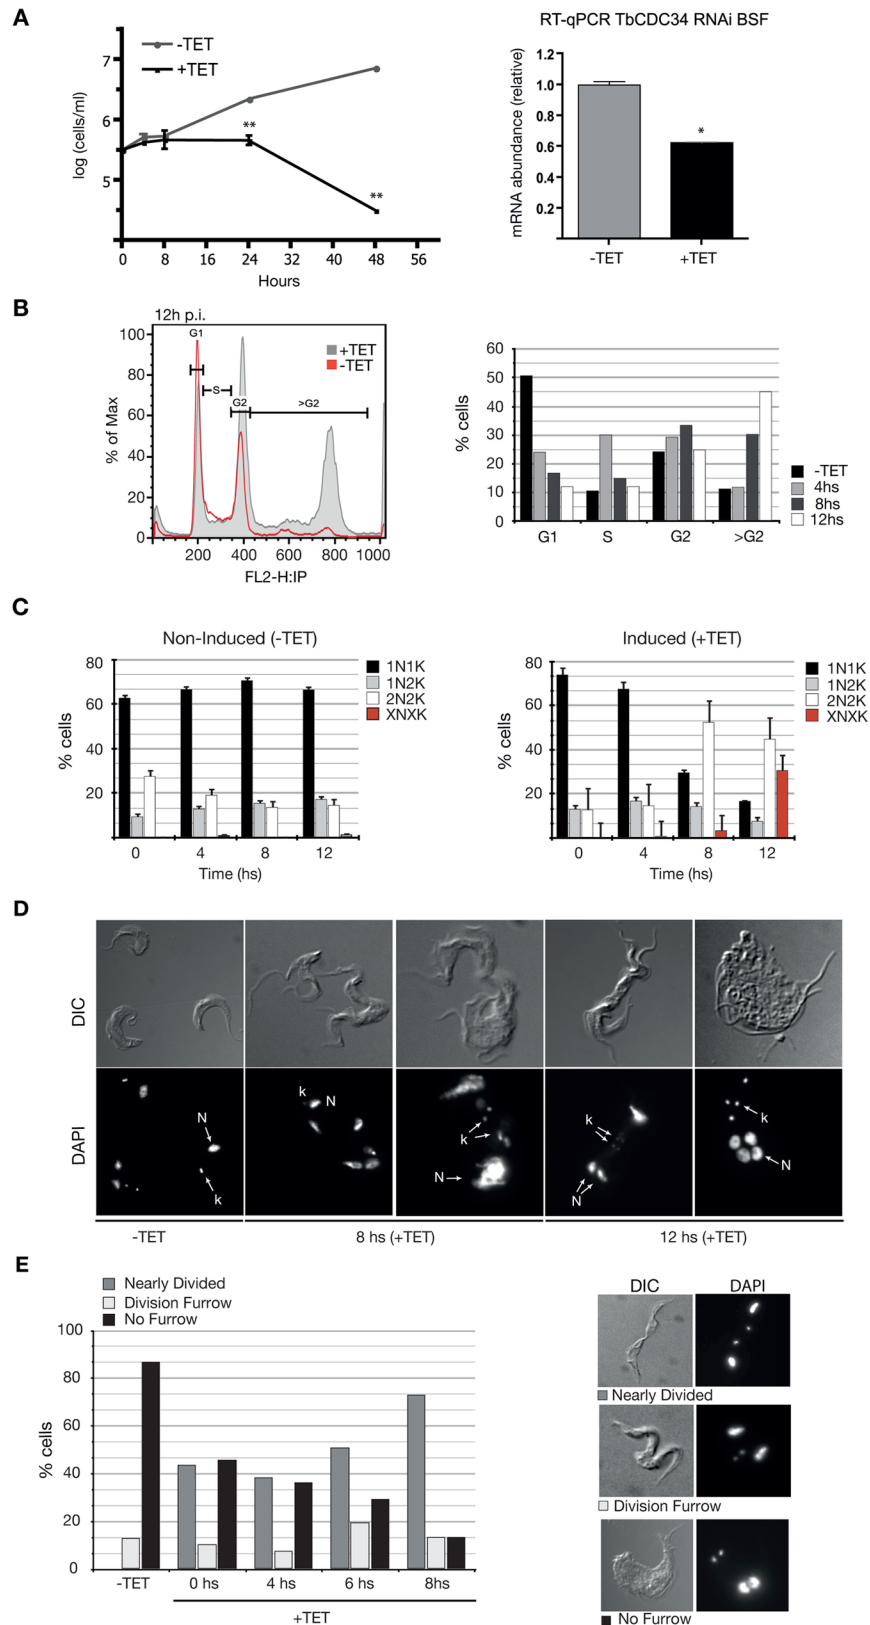 A
RT-qPCR TbCDC34 RNAi BSF
-TET
+TET
log (cells/ml)
7
6
5
**
**
0 8 16 24 32 40 48 56
Hours
mRNA abundance (relative)
1.2
1.0
0.8
0.6
0.4
0.2
*
-TET +TET
B
12h p.i.
% of Max
100
80
60
40
20
0
G1
S
G2
>G2
+TET
-TET
200 400 600 800 1000
FL2-H:IP
% cells
60
50
40
30
20
10
0
G1 S G2 >G2
-TET
4hs
8hs
12hs
C
Non-Induced (-TET)
% cells
80
60
40
20
0 4 8 12
Time (hs)
1N1K
1N2K
2N2K
XNXK
Induced (+TET)
% cells
80
60
40
20
0 4 8 12
Time (hs)
1N1K
1N2K
2N2K
XNXK
D
DIC
DAPI
N
k
k
N
k
N
k
N
k
N
-TET
8 hs (+TET)
12 hs (+TET)
E
Nearly Divided
Division Furrow
No Furrow
% cells
100
80
60
40
20
0
-TET 0 hs 4 hs 6 hs 8hs
+TET
DIC DAPI
Nearly Divided
Division Furrow
No Furrow